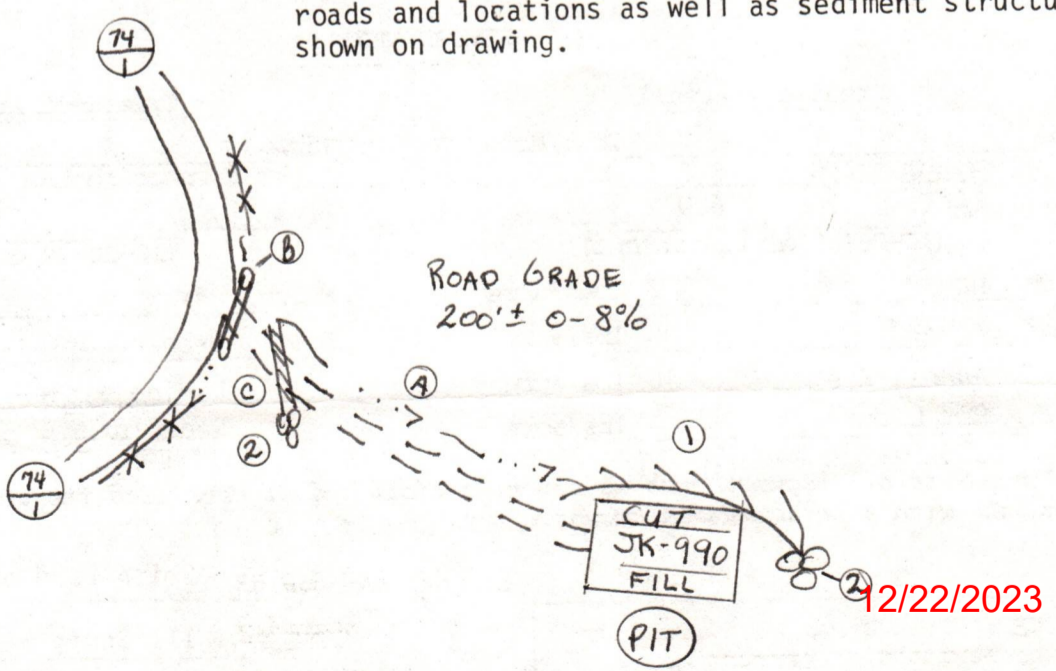 roads and locations as well as sediment structu
shown on drawing.
74
1
B
ROAD GRADE
200'± 0-8%
A
C
2
1
74
1
CUT
JK-990
FILL
2
12/22/2023
PIT